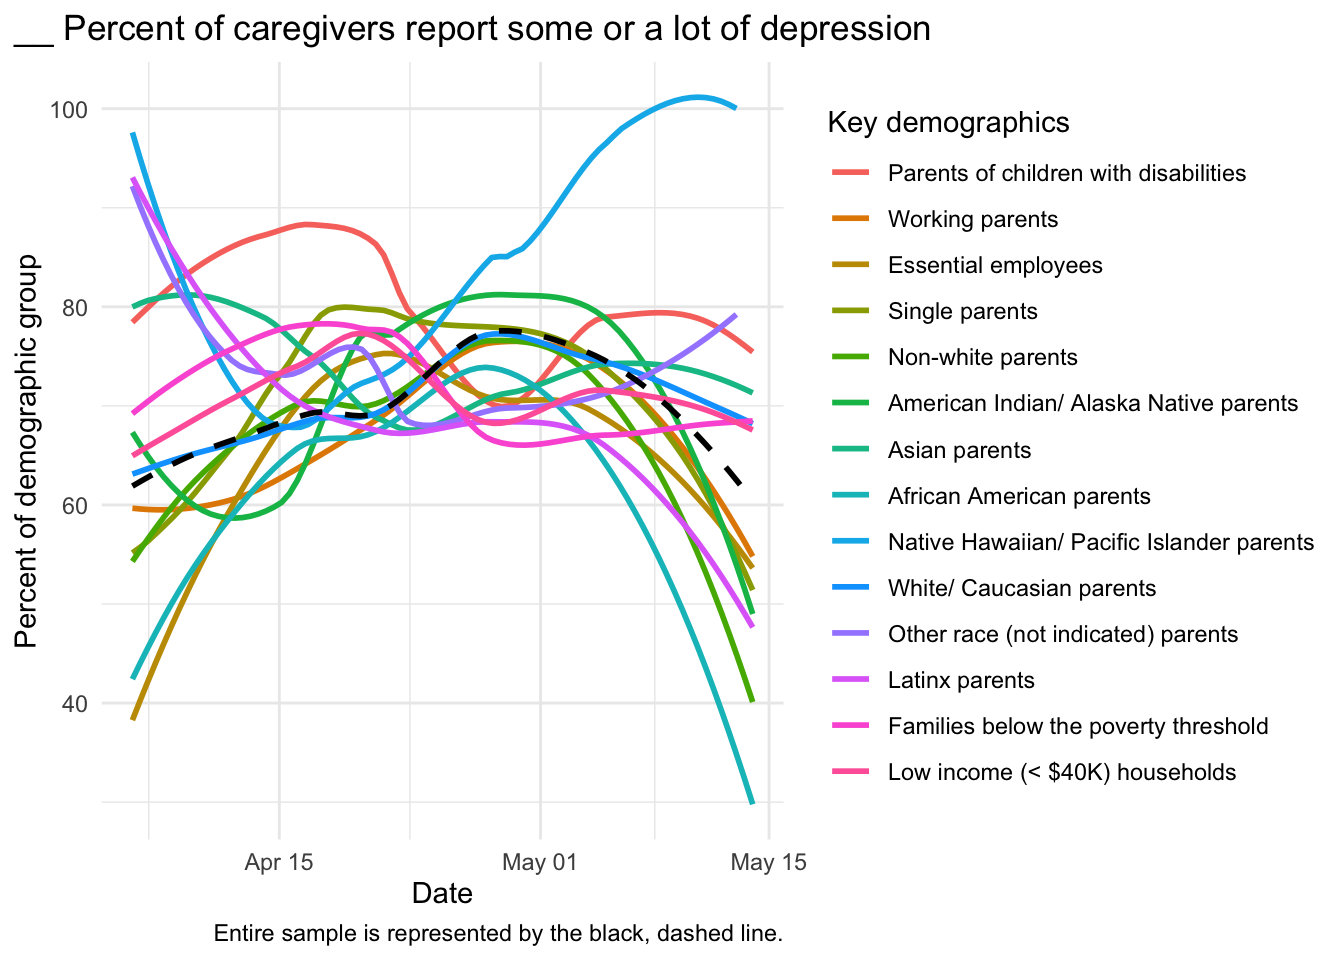 __ Percent of caregivers report some or a lot of depression
Percent of demographic group
100
80
60
40
Apr 15
May 01
May 15
Date
Entire sample is represented by the black, dashed line.
Key demographics
Parents of children with disabilities
Working parents
Essential employees
Single parents
Non-white parents
American Indian/ Alaska Native parents
Asian parents
African American parents
Native Hawaiian/ Pacific Islander parents
White/ Caucasian parents
Other race (not indicated) parents
Latinx parents
Families below the poverty threshold
Low income (< $40K) households